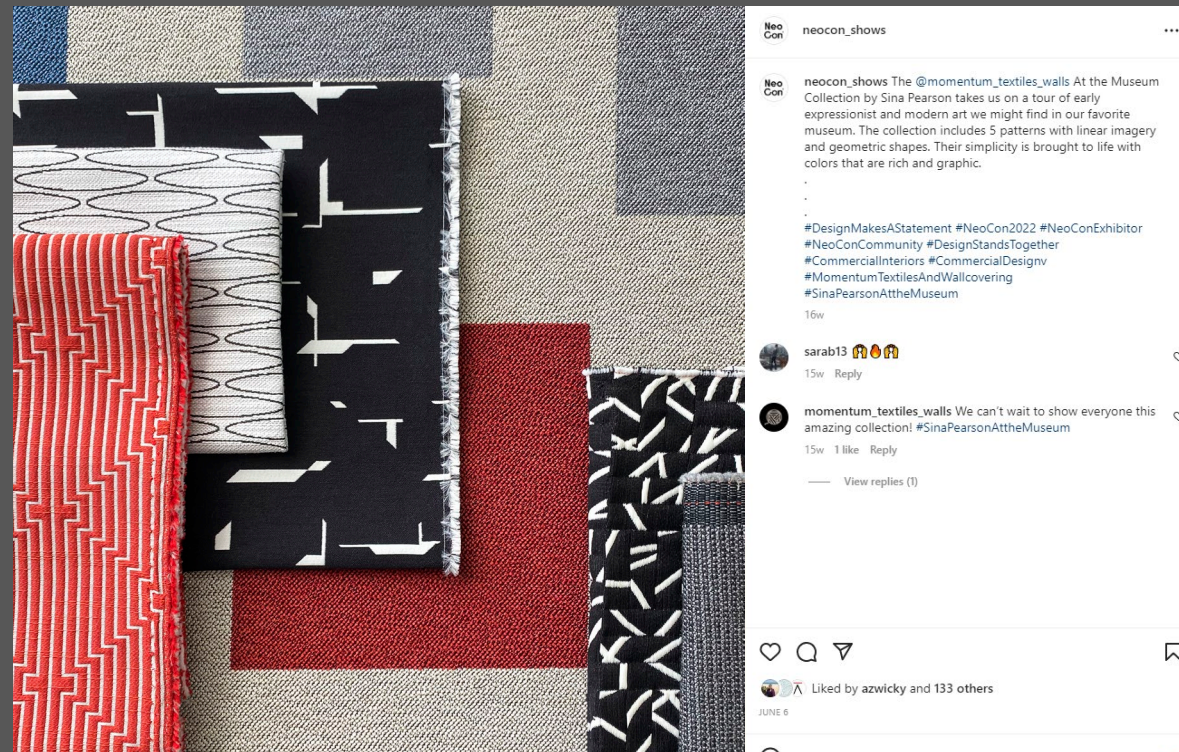 Neo
Con
neocon_shows
Neo
Con
neocon_shows The @momentum_textiles_walls At the Museum
Collection by Sina Pearson takes us on a tour of early
expressionist and modern art we might find in our favorite
museum. The collection includes 5 patterns with linear imagery
and geometric shapes. Their simplicity is brought to life with
colors that are rich and graphic.
.
.
.
#DesignMakesAStatement #NeoCon2022 #NeoConExhibitor
#NeoConCommunity #DesignStandsTogether
#CommercialInteriors #CommercialDesignv
#MomentumTextilesAndWallcovering
#SinaPearsonAttheMuseum
16w
sarab13 🙌🔥🙌
15w Reply
momentum_textiles_walls We can't wait to show everyone this
amazing collection! #SinaPearsonAttheMuseum
15w 1 like Reply
View replies (1)
Liked by azwicky and 133 others
JUNE 6